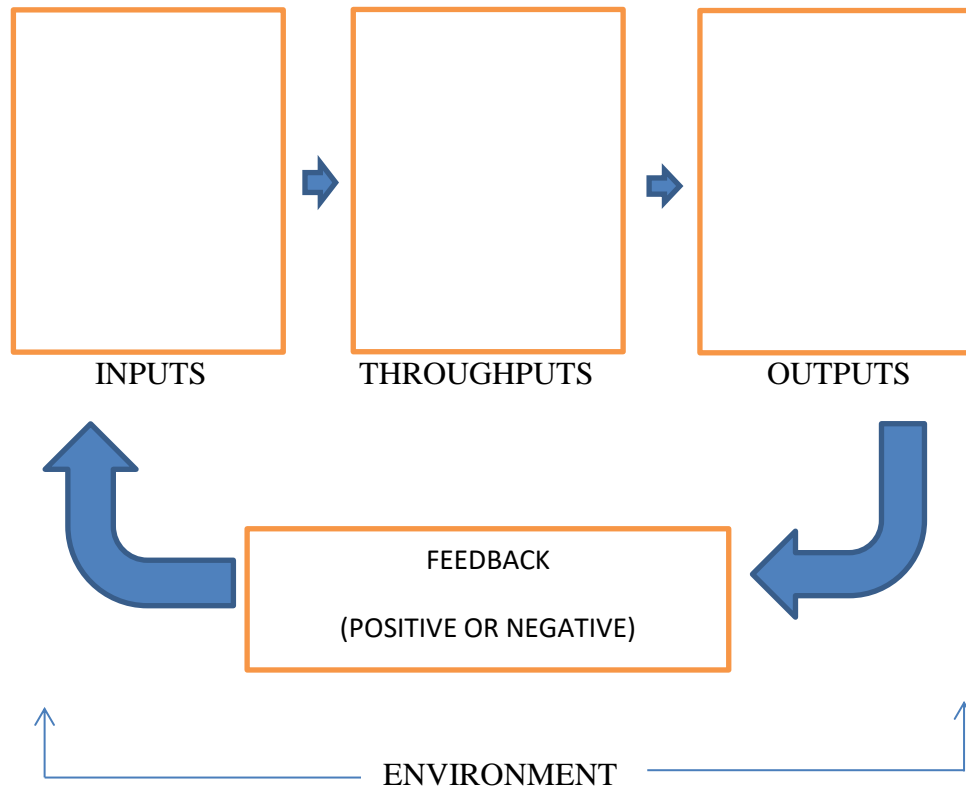 INPUTS
THROUGHPUTS
OUTPUTS
FEEDBACK
(POSITIVE OR NEGATIVE)
ENVIRONMENT